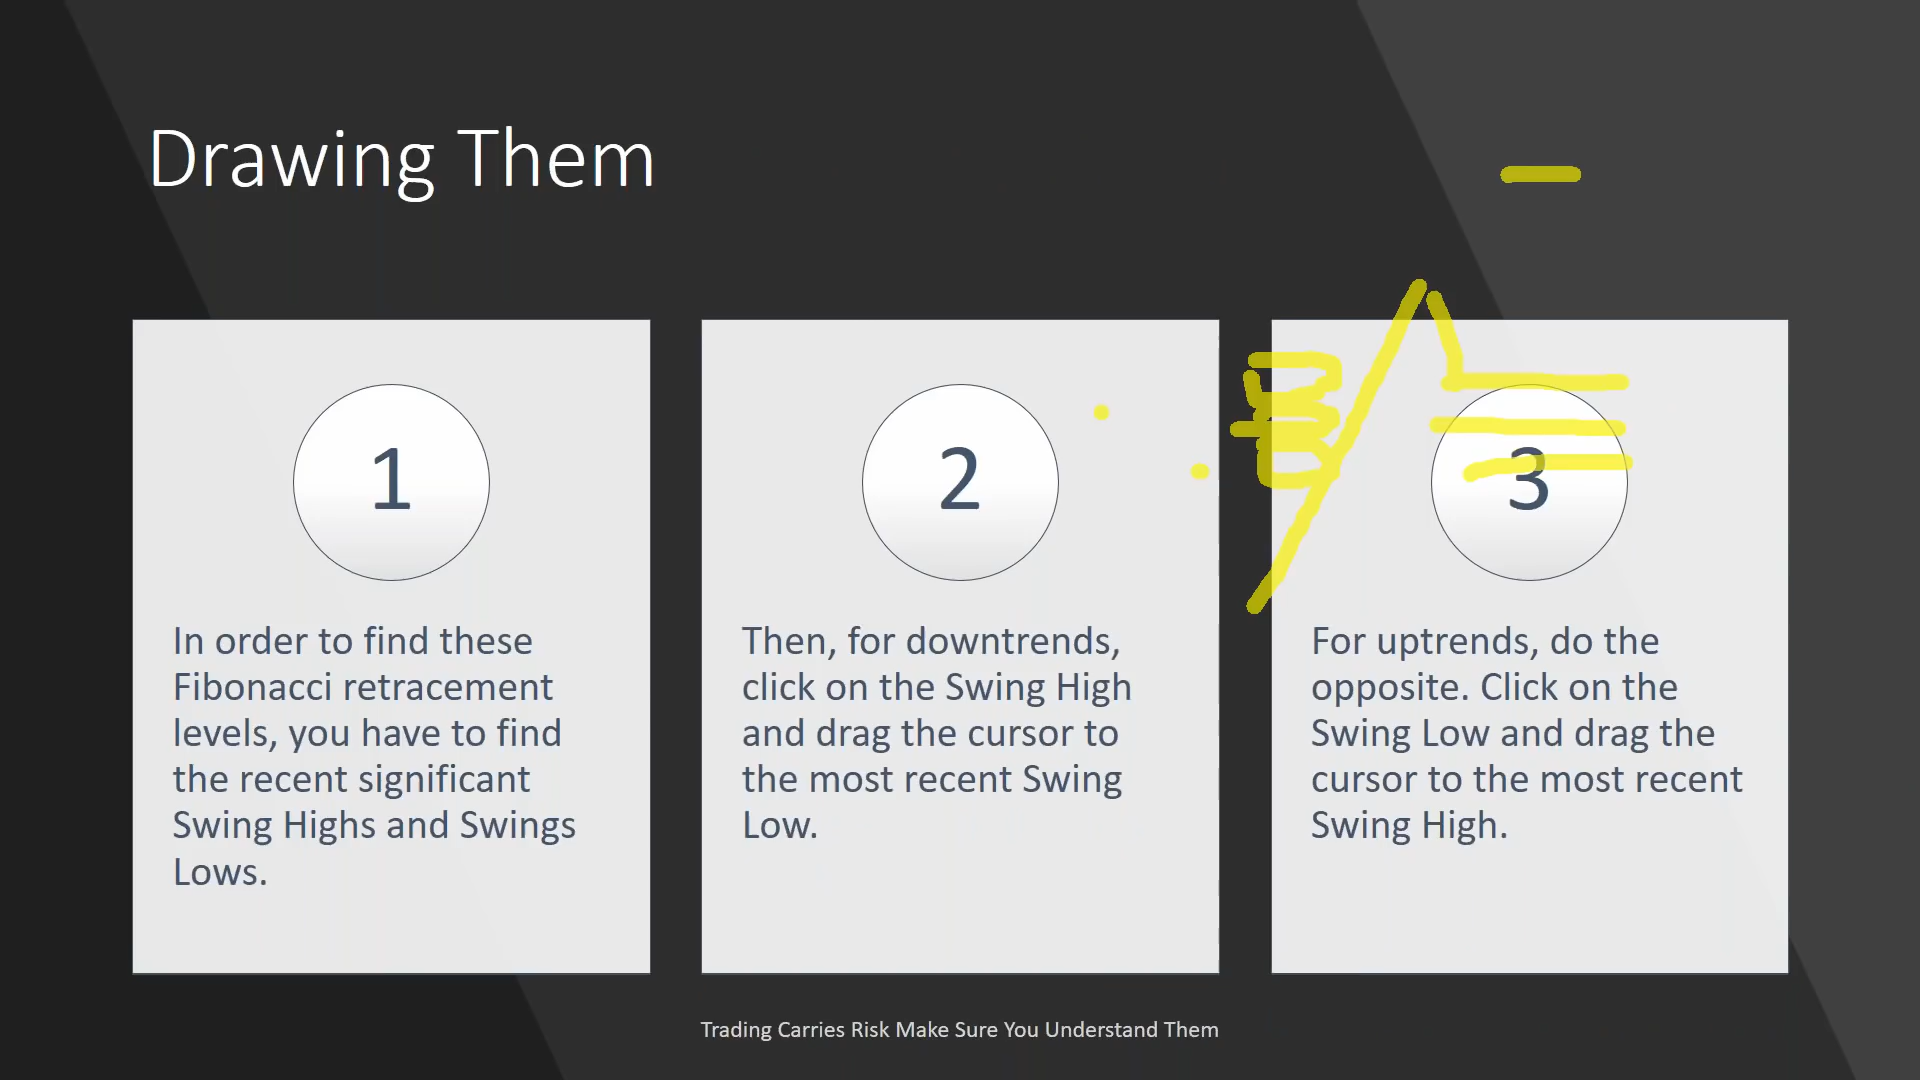 Drawing Them
1
In order to find these
Fibonacci retracement
levels, you have to find
the recent significant
Swing Highs and Swings
Lows.
2
Then, for downtrends,
click on the Swing High
and drag the cursor to
the most recent Swing
Low.
3
For uptrends, do the
opposite. Click on the
Swing Low and drag the
cursor to the most recent
Swing High.
Trading Carries Risk Make Sure You Understand Them